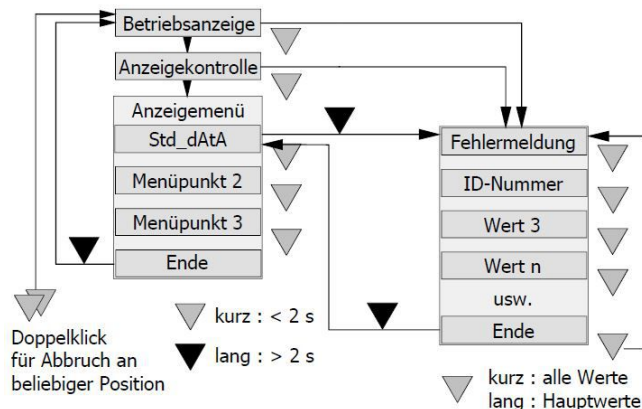 Betriebsanzeige
Anzeigekontrolle
Anzeigemenü
Std_dAtA
Menüpunkt 2
Menüpunkt 3
Ende
Fehlermeldung
ID-Nummer
Wert 3
Wert n
usw.
Ende
Doppelklick
für Abbruch an
beliebiger Position
kurz : < 2 s
lang : > 2 s
kurz : alle Werte
lang : Hauptwerte